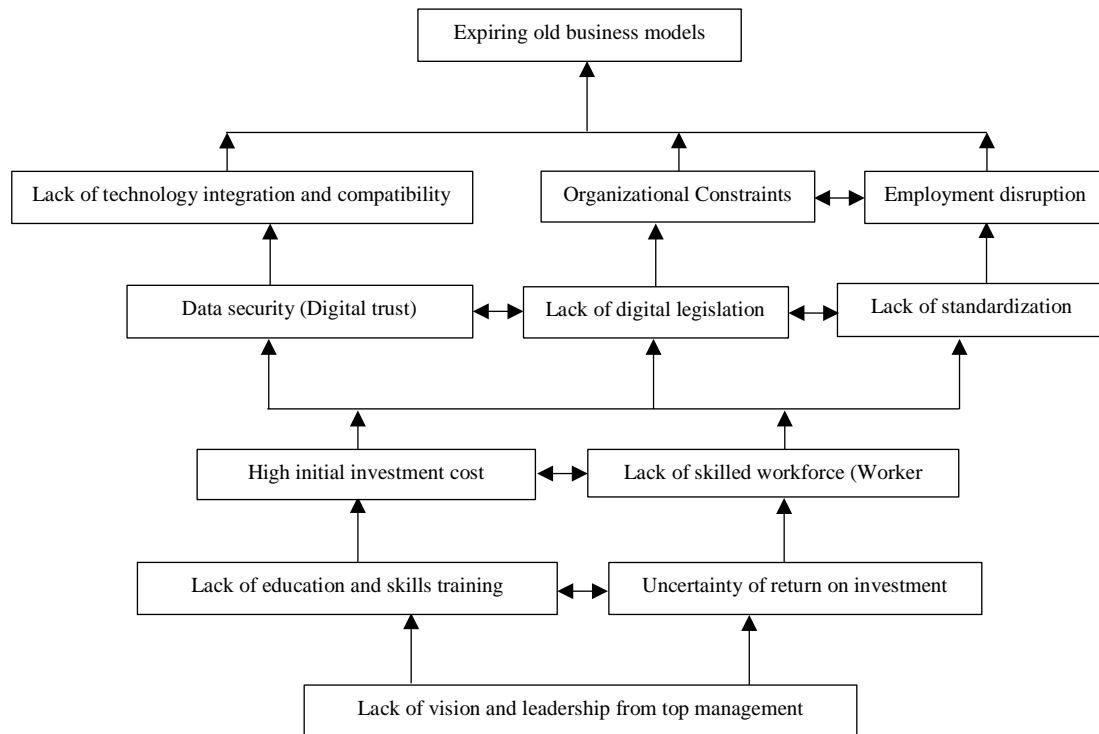 Expiring old business models
Lack of technology integration and compatibility
Organizational Constraints
Employment disruption
Data security (Digital trust)
Lack of digital legislation
Lack of standardization
High initial investment cost
Lack of skilled workforce (Worker
Lack of education and skills training
Uncertainty of return on investment
Lack of vision and leadership from top management